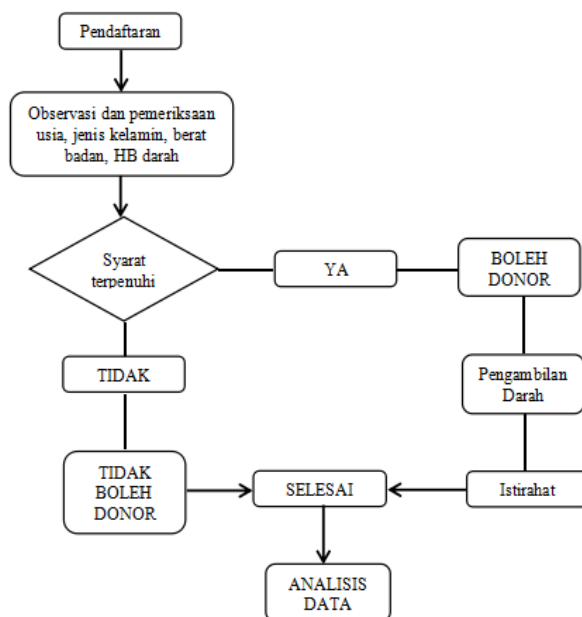 Pendaftaran
Observasi dan pemeriksaan
usia, jenis kelamin, berat
badan, HB darah
Syarat
terpenuhi
YA
BOLEH
DONOR
TIDAK
Pengambilan
Darah
TIDAK
BOLEH
DONOR
SELESAI
Istirahat
ANALISIS
DATA